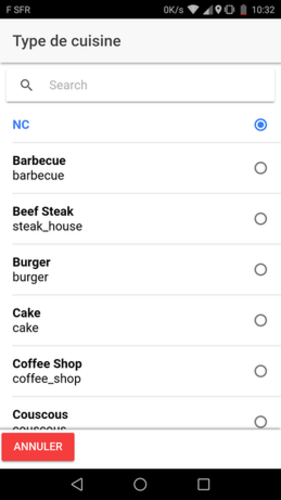 F SFR 0K/s 10:32
Type de cuisine
Search
NC
Barbecue
barbecue
Beef Steak
steak_house
Burger
burger
Cake
cake
Coffee Shop
coffee_shop
Couscous
couscous
ANNULER